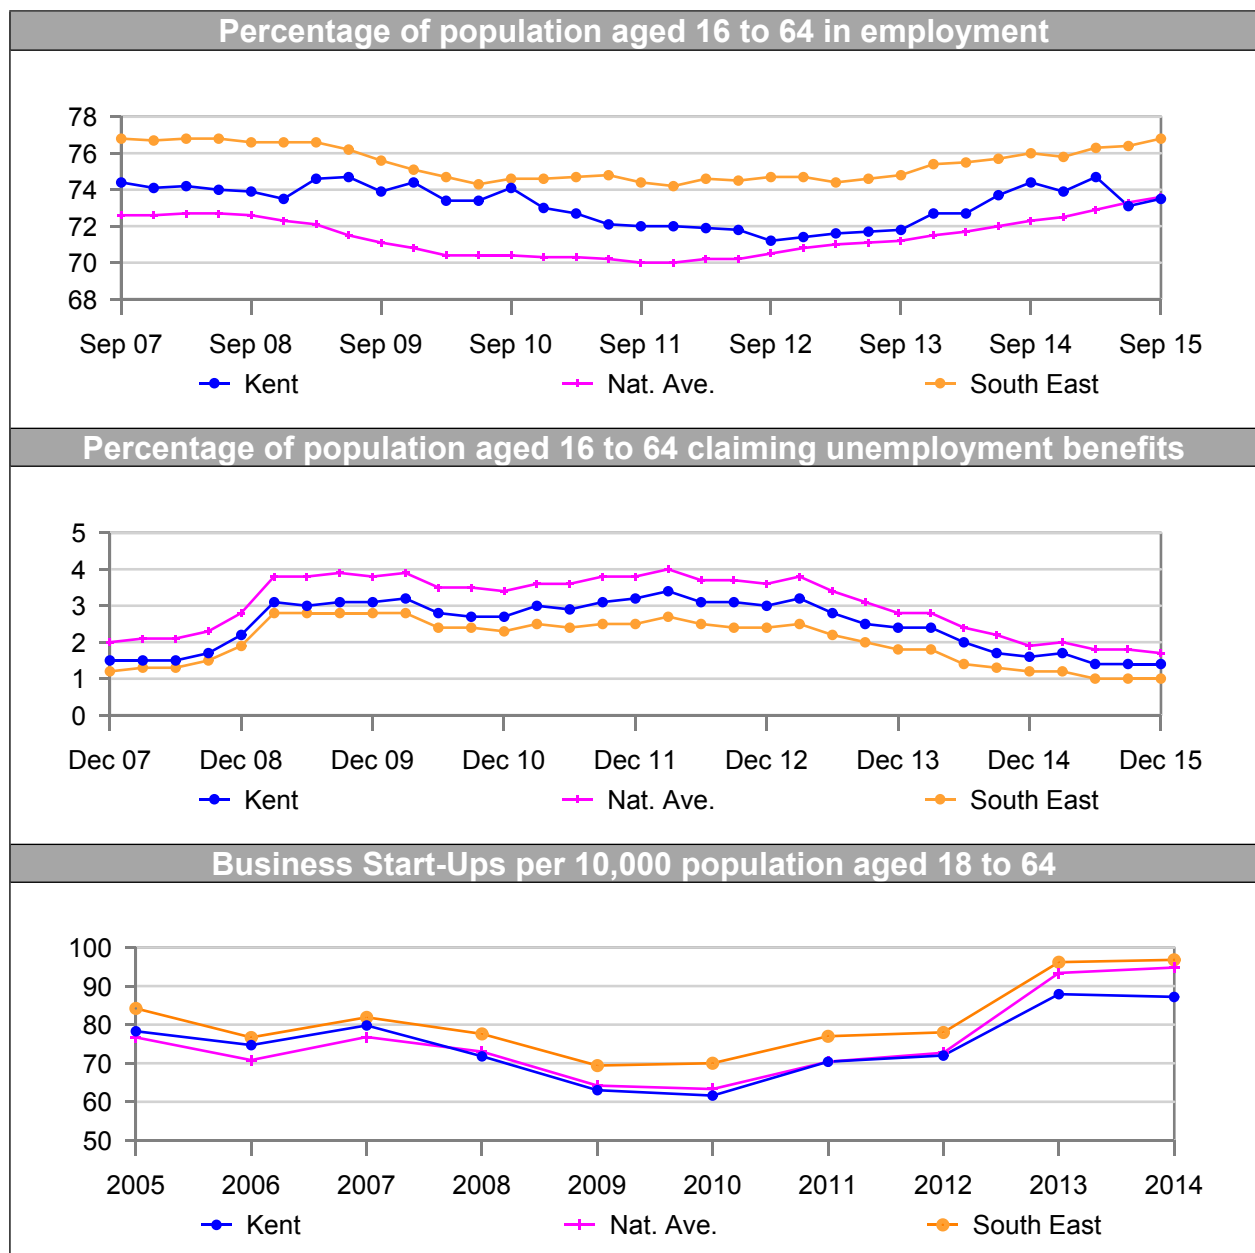 Percentage of population aged 16 to 64 in employment
78
76
74
72
70
68
Sep 07 Sep 08 Sep 09 Sep 10 Sep 11 Sep 12 Sep 13 Sep 14 Sep 15
Kent Nat. Ave. South East
Percentage of population aged 16 to 64 claiming unemployment benefits
5
4
3
2
1
0
Dec 07 Dec 08 Dec 09 Dec 10 Dec 11 Dec 12 Dec 13 Dec 14 Dec 15
Kent Nat. Ave. South East
Business Start-Ups per 10,000 population aged 18 to 64
100
90
80
70
60
50
2005 2006 2007 2008 2009 2010 2011 2012 2013 2014
Kent Nat. Ave. South East